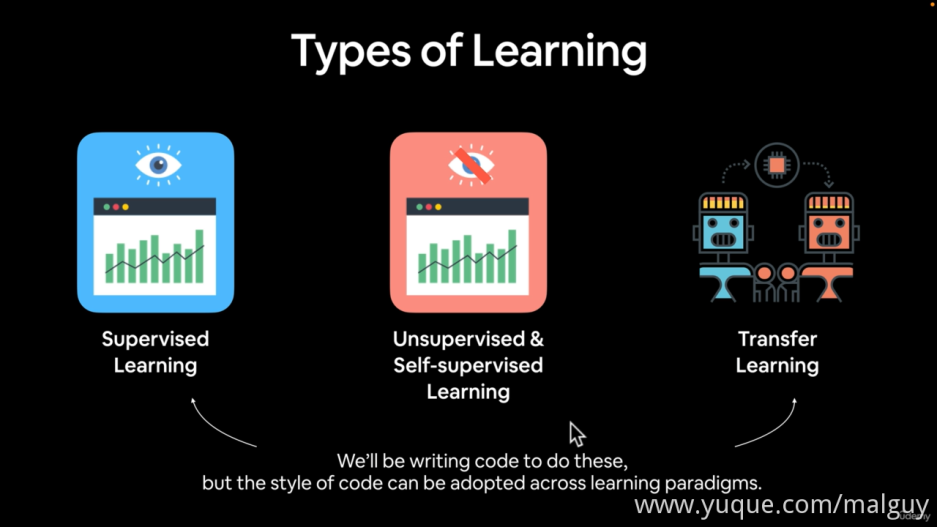 Types of Learning
Supervised
Learning
Unsupervised &
Self-supervised
Learning
Transfer
Learning
We'll be writing code to do these,
but the style of code can be adopted across learning paradigms.
www.yuque.com/malguy
Udemy